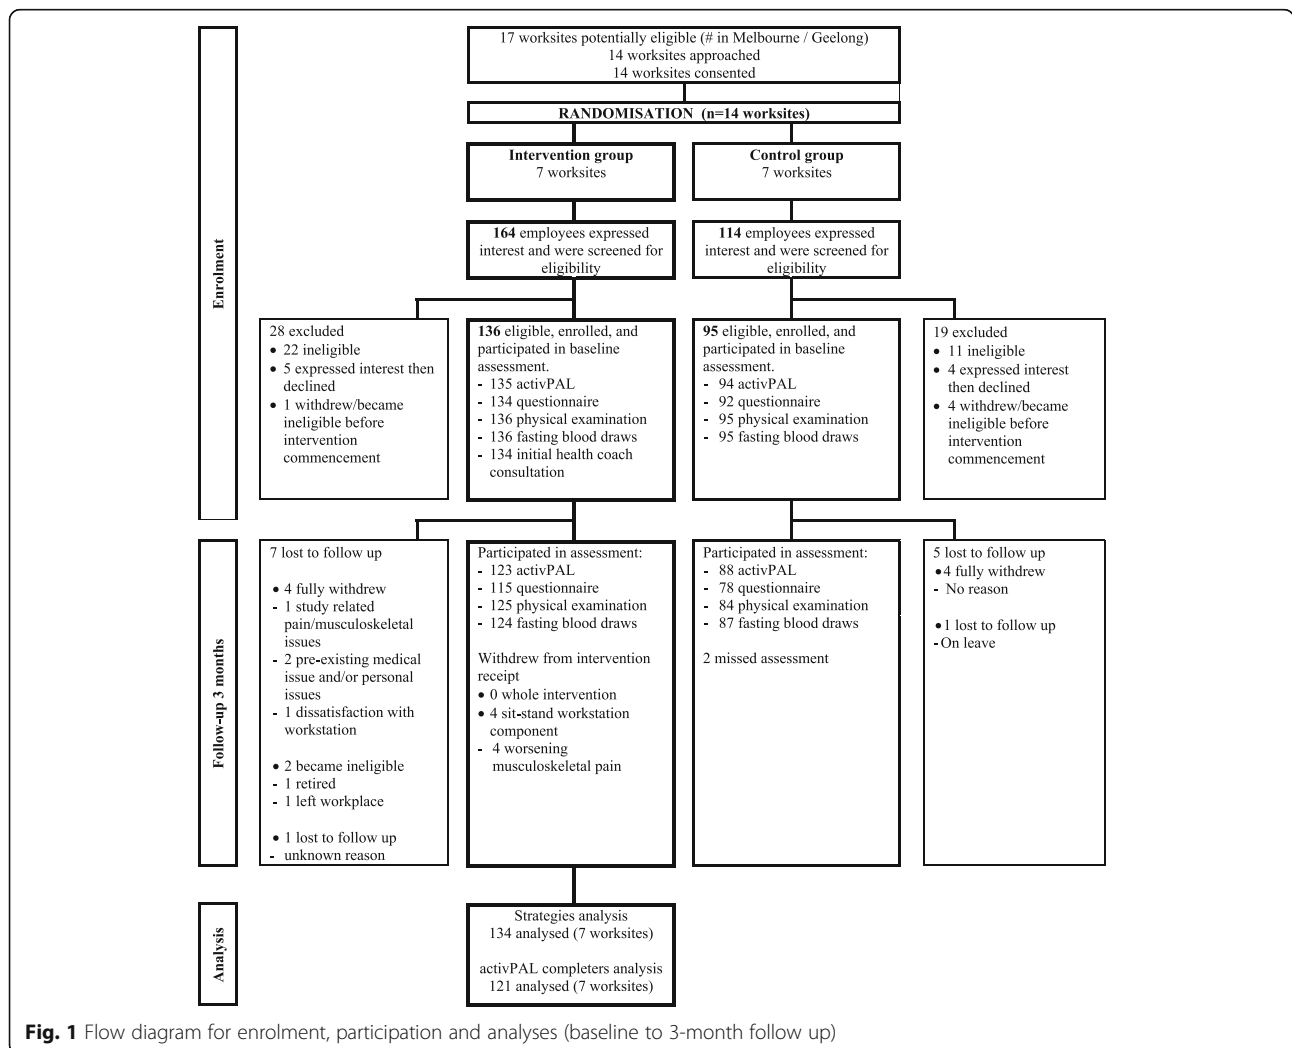 17 worksites potentially eligible (# in Melbourne / Geelong)
14 worksites approached
14 worksites consented
RANDOMISATION (n=14 worksites)
Intervention group
7 worksites
Control group
7 worksites
Enrolment
164 employees expressed
interest and were screened for
eligibility
114 employees expressed
interest and were screened for
eligibility
28 excluded
• 22 ineligible
• 5 expressed interest then
declined
• 1 withdrew/became
ineligible before
intervention
commencement
136 eligible, enrolled, and
participated in baseline
assessment.
- 135 activPAL
- 134 questionnaire
- 136 physical examination
- 136 fasting blood draws
- 134 initial health coach
consultation
95 eligible, enrolled, and
participated in baseline
assessment.
- 94 activPAL
- 92 questionnaire
- 95 physical examination
- 95 fasting blood draws
19 excluded
• 11 ineligible
• 4 expressed interest
then declined
• 4 withdrew/became
ineligible before
intervention
commencement
Follow-up 3 months
7 lost to follow up
• 4 fully withdrew
- 1 study related
pain/musculoskeletal
issues
- 2 pre-existing medical
issue and/or personal
issues
- 1 dissatisfaction with
workstation
• 2 became ineligible
- 1 retired
- 1 left workplace
• 1 lost to follow up
- unknown reason
Participated in assessment:
- 123 activPAL
- 115 questionnaire
- 125 physical examination
- 124 fasting blood draws
Withdrew from intervention
receipt
• 0 whole intervention
• 4 sit-stand workstation
component
- 4 worsening
musculoskeletal pain
Participated in assessment:
- 88 activPAL
- 78 questionnaire
- 84 physical examination
- 87 fasting blood draws
2 missed assessment
5 lost to follow up
• 4 fully withdrew
- No reason
• 1 lost to follow up
- On leave
Analysis
Strategies analysis
134 analysed (7 worksites)
activPAL completers analysis
121 analysed (7 worksites)
Fig. 1 Flow diagram for enrolment, participation and analyses (baseline to 3-month follow up)